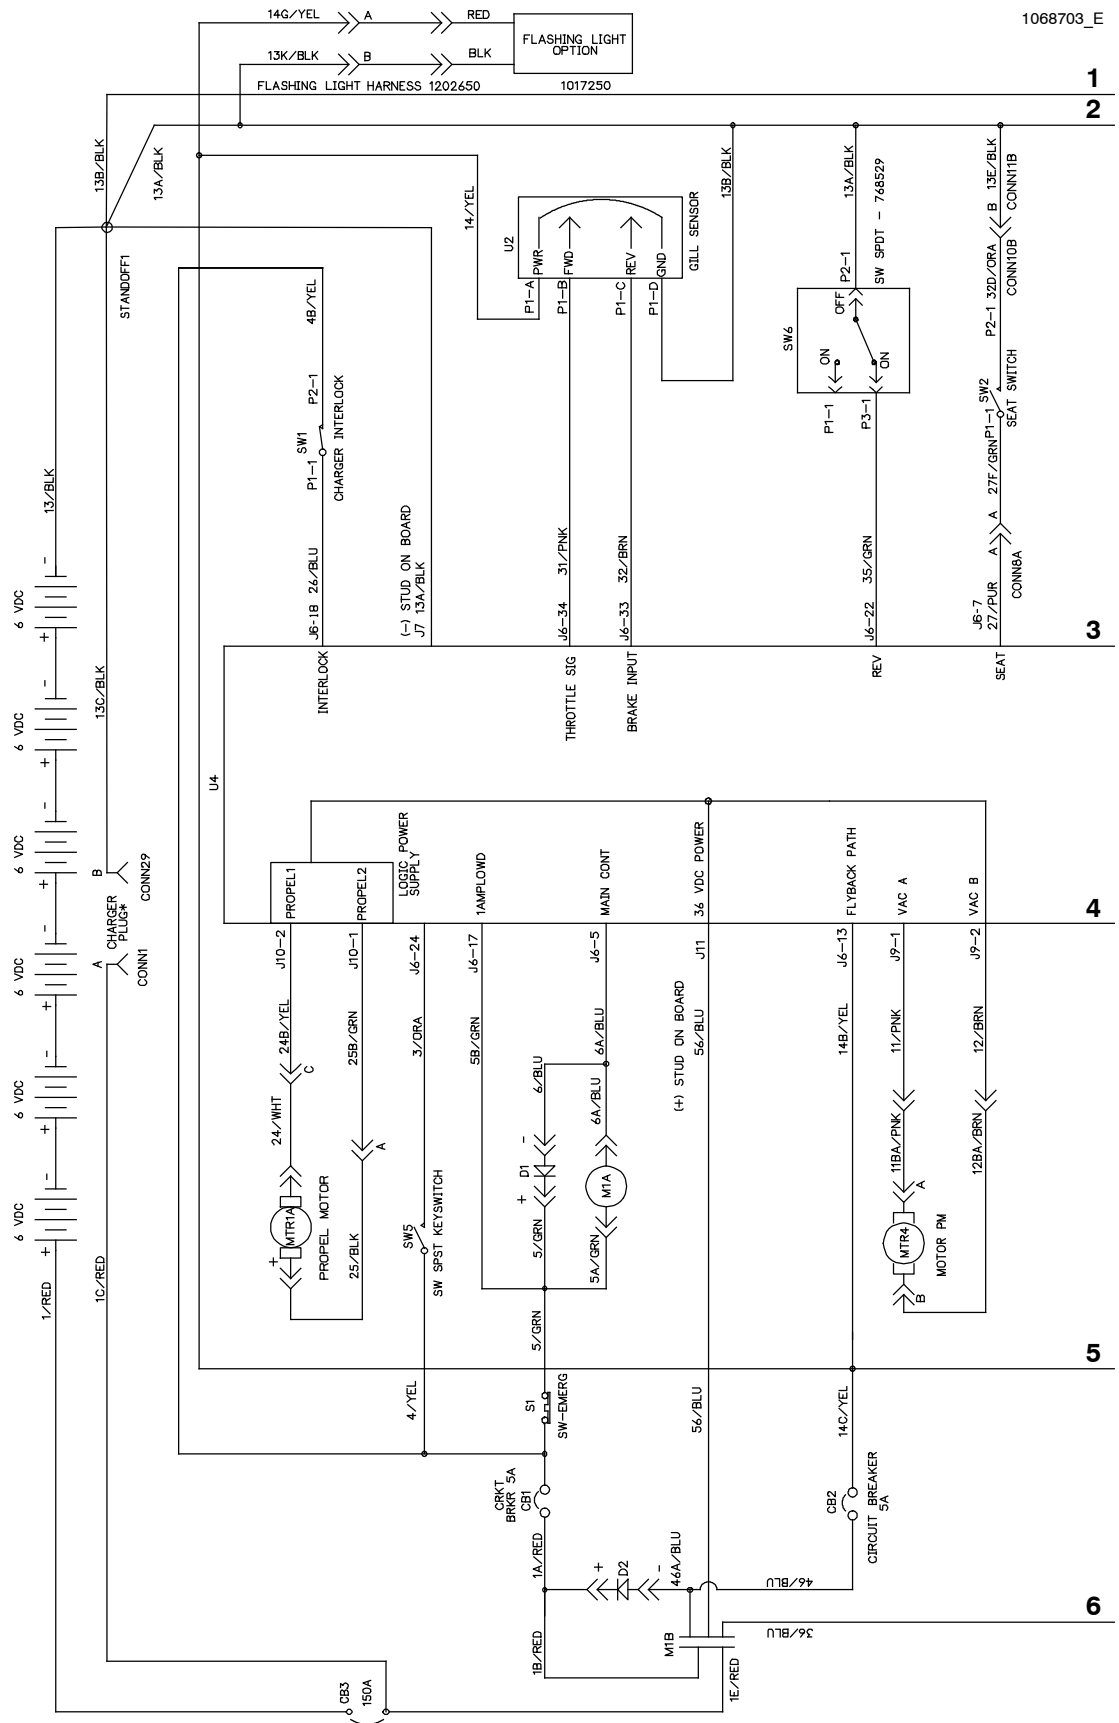 1068703_E
14G/YEL
A
RED
FLASHING LIGHT
OPTION
13K/BLK
B
BLK
FLASHING LIGHT HARNESS 1202650
1017250
1
2
13B/BLK
13A/BLK
14/YEL
U2
PWR
FWD
REV
GND
GILL SENSOR
13B/BLK
13A/BLK
SW SPDT - 768529
13E/BLK
B
CONN11B
CONN10B
32D/ORA
P2-1
P1-A
P1-B
P1-C
P1-D
P2-1
OFF
SW6
ON
ON
P1-1
P3-1
STANDOFF1
4B/YEL
P2-1
SW1
P1-1
CHARGER INTERLOCK
SW2
SEAT SWITCH
P1-1
27F/GRN
A
A
CONN8A
13/BLK
26/BLU
J6-18
(-) STUD ON BOARD
J7 13A/BLK
31/PNK
J6-34
32/BRN
J6-33
35/GRN
J6-22
J6-7
27/PUR
3
6 VDC
-
+
6 VDC
-
+
6 VDC
-
+
6 VDC
-
+
6 VDC
-
+
6 VDC
-
+
13C/BLK
INTERLOCK
THROTTLE SIG
BRAKE INPUT
REV
SEAT
U4
B
CONN29
CHARGER
PLUG*
A
CONN1
PROPEL1
PROPEL2
LOGIC POWER
SUPPLY
1AMPLOWD
MAIN CONT
36 VDC POWER
FLYBACK PATH
VAC A
VAC B
4
J10-2
J10-1
J6-24
J6-17
J6-5
J11
J6-13
J9-1
J9-2
24B/YEL
25B/GRN
3/ORA
5B/GRN
6/BLU
6A/BLU
(+) STUD ON BOARD
56/BLU
14B/YEL
11/PNK
12/BRN
C
24/WHT
A
6A/BLU
-
D1
+
M1A
11BA/PNK
A
12BA/BRN
MTR1A
+
PROPEL MOTOR
25/BLK
SW5
SW SPST KEYSWITCH
5/GRN
5A/GRN
MTR4
MOTOR PM
B
1/RED
1C/RED
5/GRN
5
4/YEL
S1
SW-EMERG
56/BLU
14C/YEL
CRKT
BRKR 5A
CB1
CB2
CIRCUIT BREAKER
5A
1A/RED
+
D2
-
46A/BLU
46/BLU
6
1B/RED
M1B
36/BLU
1E/RED
CB3
150A